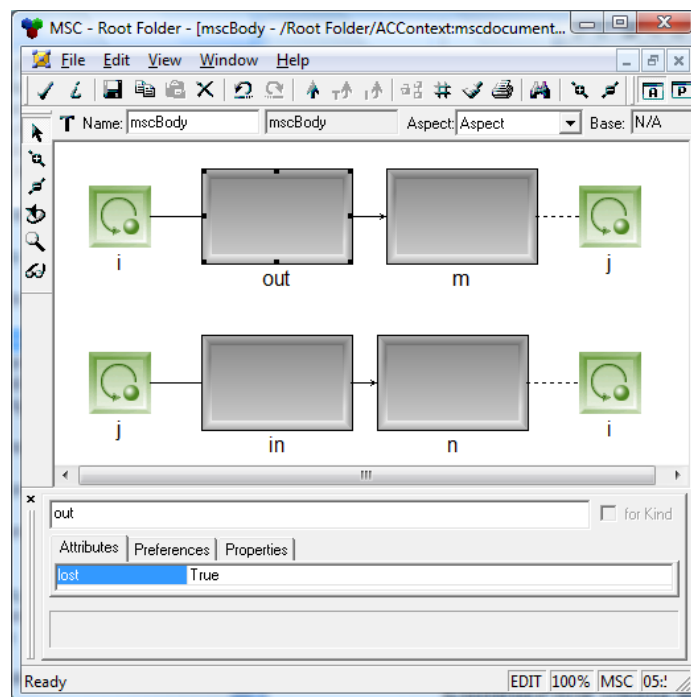 MSC - Root Folder - [mscBody - /Root Folder/ACContext:mscdocument...
File Edit View Window Help
Name: mscBody mscBody Aspect: Aspect Base: N/A
i out m j
j in n i
out for Kind
Attributes Preferences Properties
lost True
Ready EDIT 100% MSC 05: